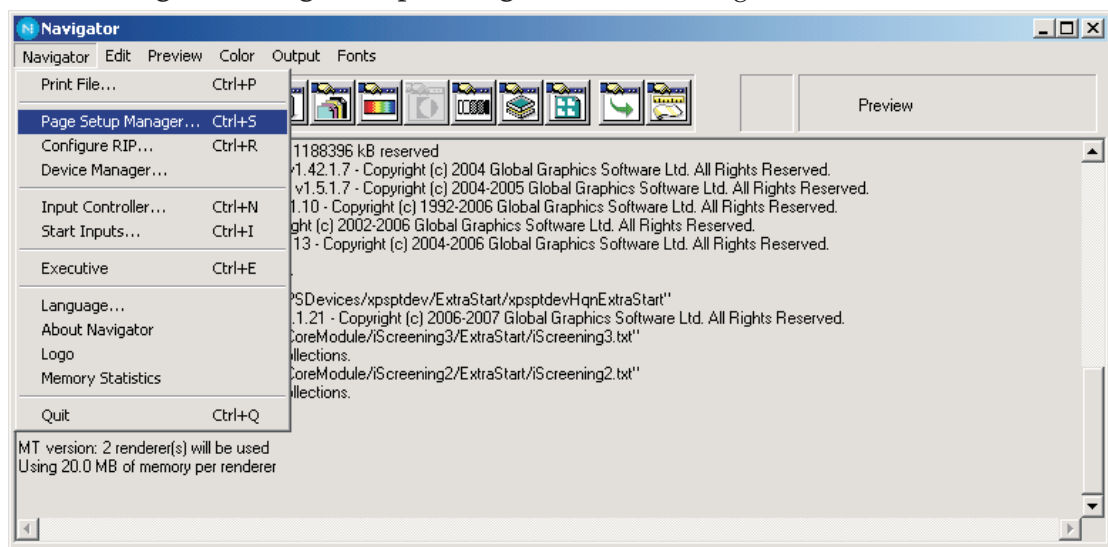 Navigator
Navigator Edit Preview Color Output Fonts
Print File... Ctrl+P
Page Setup Manager... Ctrl+S
Configure RIP... Ctrl+R
Device Manager...
Input Controller... Ctrl+N
Start Inputs... Ctrl+I
Executive Ctrl+E
Language...
About Navigator
Logo
Memory Statistics
Quit Ctrl+Q
Preview
1188396 kB reserved
v1.42.1.7 - Copyright (c) 2004 Global Graphics Software Ltd. All Rights Reserved.
v1.5.1.7 - Copyright (c) 2004-2005 Global Graphics Software Ltd. All Rights Reserved.
1.10 - Copyright (c) 1992-2006 Global Graphics Software Ltd. All Rights Reserved.
ght (c) 2002-2006 Global Graphics Software Ltd. All Rights Reserved.
13 - Copyright (c) 2004-2006 Global Graphics Software Ltd. All Rights Reserved.
PSDevices/xpsptdev/ExtraStart/xpsptdevHqnExtraStart"
.1.21 - Copyright (c) 2006-2007 Global Graphics Software Ltd. All Rights Reserved.
CoreModule/iScreening3/ExtraStart/iScreening3.txt"
llections.
CoreModule/iScreening2/ExtraStart/iScreening2.txt"
llections.
MT version: 2 renderer(s) will be used
Using 20.0 MB of memory per renderer